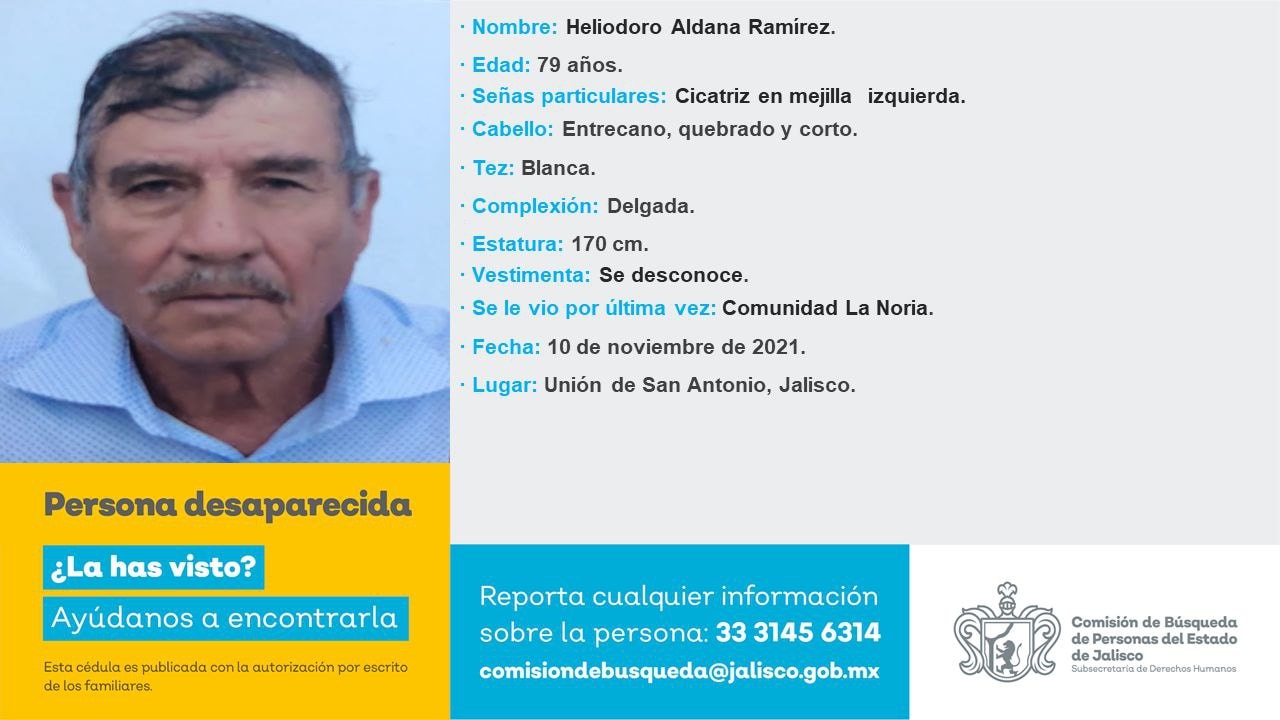 · Nombre: Heliodoro Aldana Ramírez.
· Edad: 79 años.
· Señas particulares: Cicatriz en mejilla izquierda.
· Cabello: Entrecano, quebrado y corto.
· Tez: Blanca.
· Complexión: Delgada.
· Estatura: 170 cm.
· Vestimenta: Se desconoce.
· Se le vio por última vez: Comunidad La Noria.
· Fecha: 10 de noviembre de 2021.
· Lugar: Unión de San Antonio, Jalisco.
Persona desaparecida
¿La has visto?
Ayúdanos a encontrarla
Esta cédula es publicada con la autorización por escrito
de los familiares.
Reporta cualquier información
sobre la persona: 33 3145 6314
comisiondebusqueda@jalisco.gob.mx
Comisión de Búsqueda
de Personas del Estado
de Jalisco
Subsecretaría de Derechos Humanos